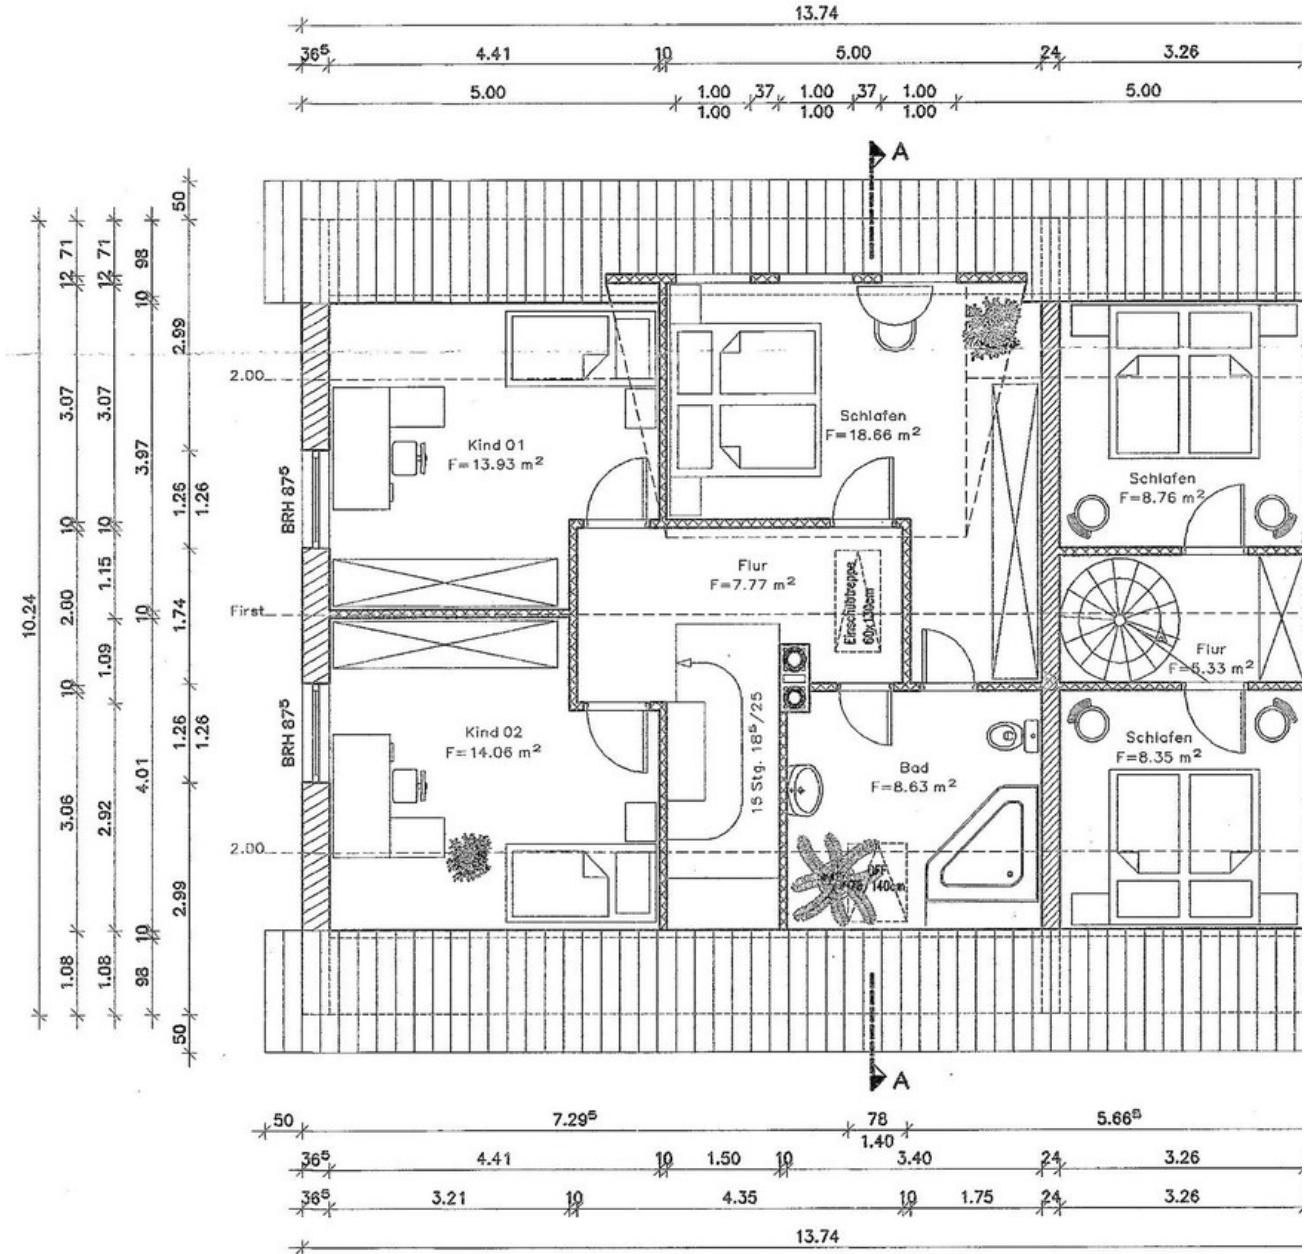 13.74
36⁵ 4.41 10 5.00 24 3.26
5.00 1.00 37 1.00 37 1.00 5.00
1.00 1.00 1.00
A
50
71 71 98
12 12 10
2.99
2.00
3.07 3.07 3.97
Kind 01
F=13.93 m²
Schlafen
F=18.66 m²
Schlafen
F=8.76 m²
BRH 87⁵
1.26 1.26
10 10
1.15
Flur
F=7.77 m²
Einschubtreppe
60x130cm
First
10.24
2.00 10 1.74
1.09
10
Flur
F=5.33 m²
BRH 87⁵
1.26 1.26
Kind 02
F=14.06 m²
15 Stg. 18⁵/25
Bad
F=8.63 m²
Schlafen
F=8.35 m²
3.06 2.92 4.01
2.00
2.99
DFF
78/140cm
10
1.08 1.08 98
50
A
50 7.29⁵ 78 5.66⁵
1.40
36⁵ 4.41 10 1.50 10 3.40 24 3.26
36⁵ 3.21 10 4.35 10 1.75 24 3.26
13.74